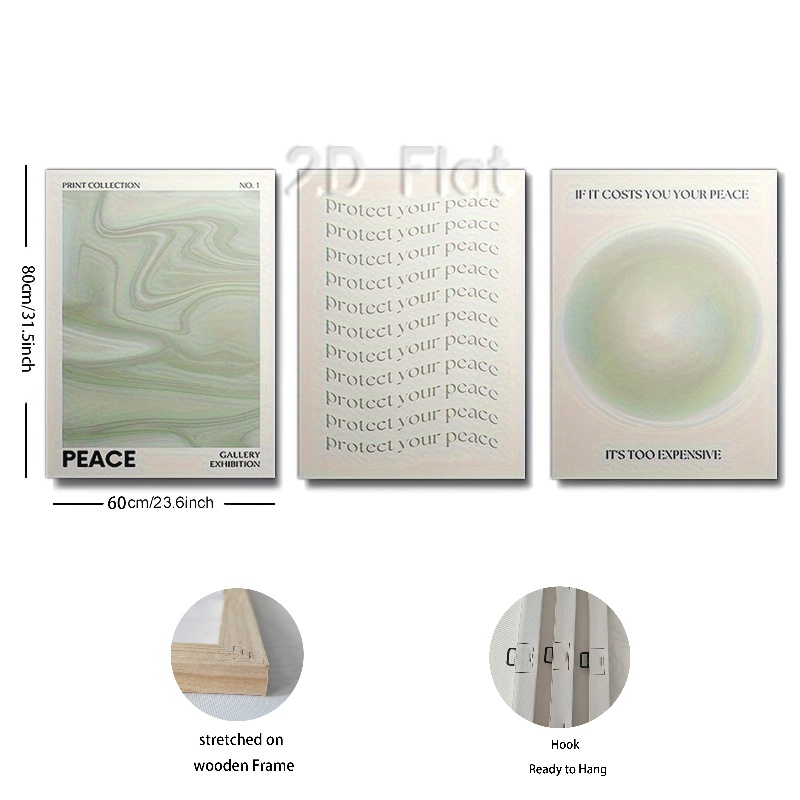 2D Flat
PRINT COLLECTION
NO. 1
PEACE
GALLERY
EXHIBITION
protect your peace
protect your peace
protect your peace
protect your peace
protect your peace
protect your peace
protect your peace
protect your peace
protect your peace
protect your peace
protect your peace
IF IT COSTS YOU YOUR PEACE
IT'S TOO EXPENSIVE
80cm/31.5inch
60cm/23.6inch
stretched on
wooden Frame
Hook
Ready to Hang